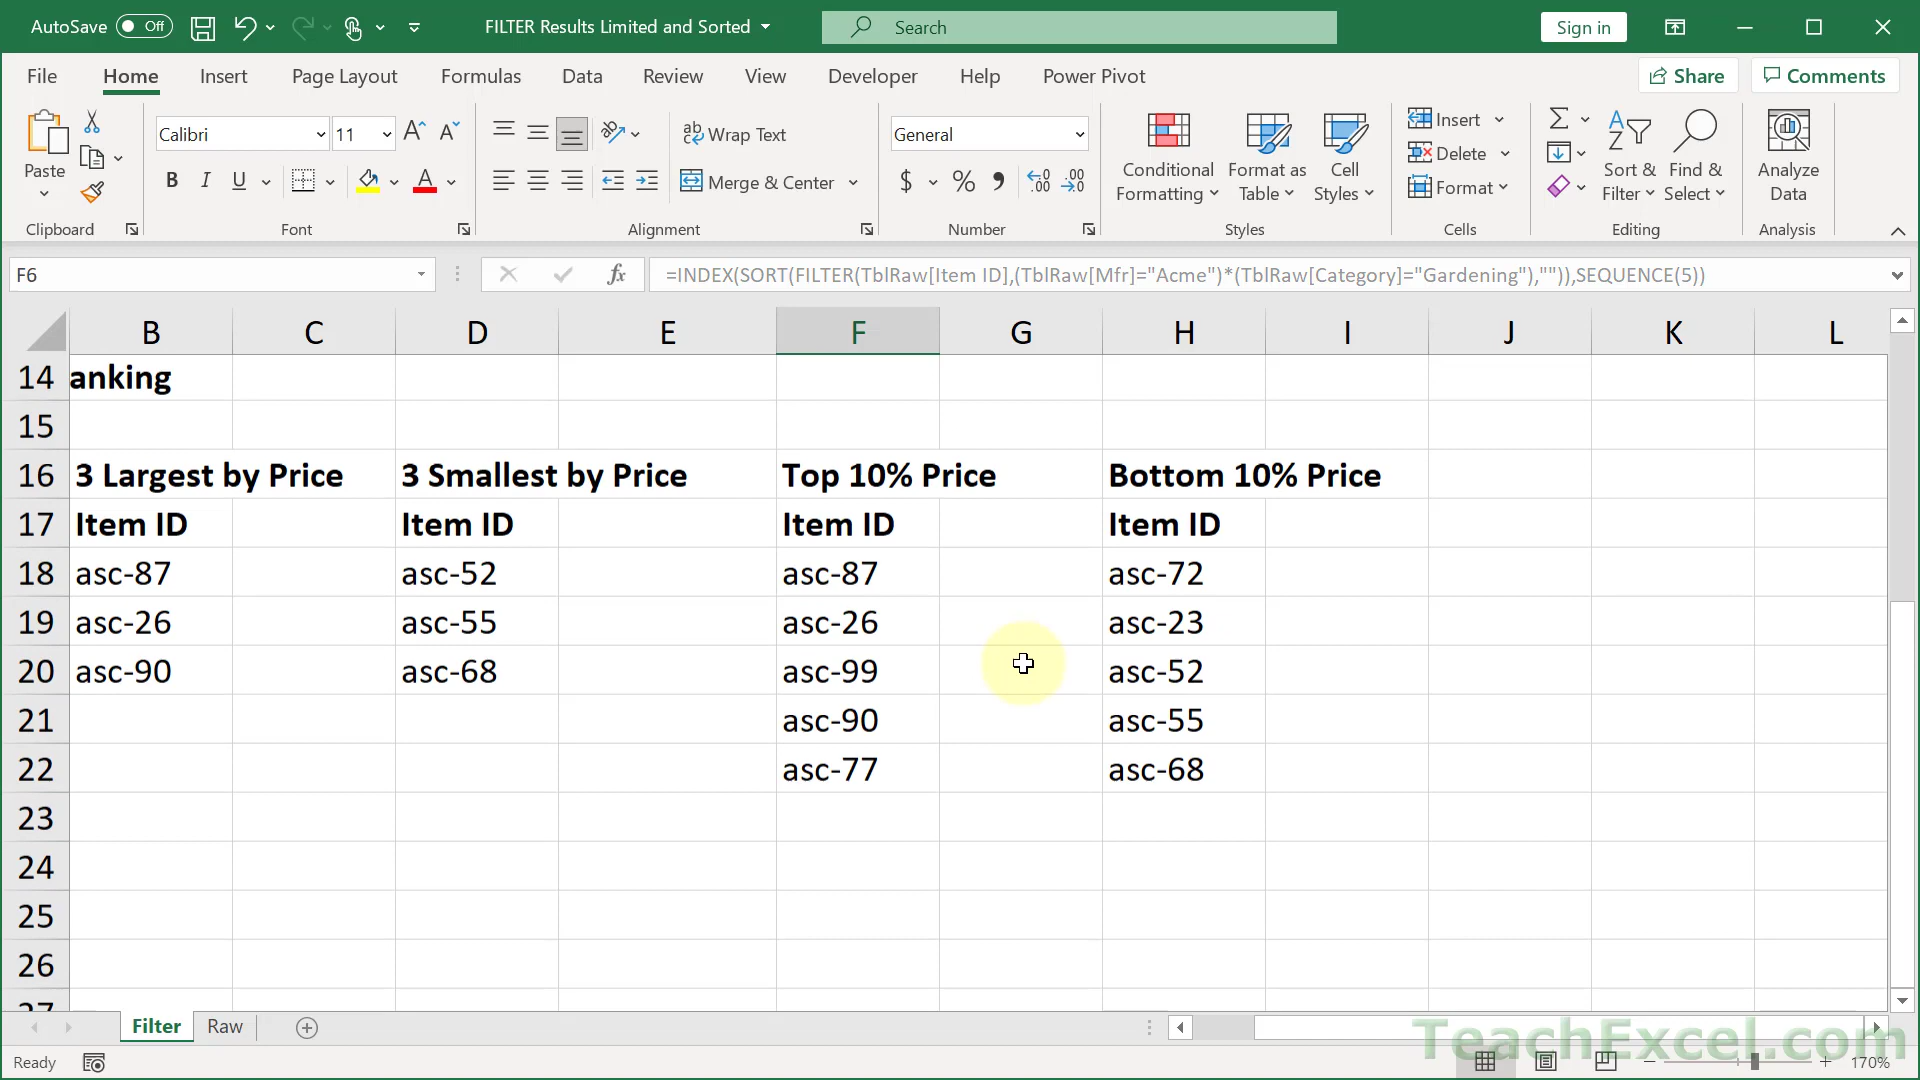 AutoSave Off FILTER Results Limited and Sorted Search Sign in
File Home Insert Page Layout Formulas Data Review View Developer Help Power Pivot Share Comments
Paste
Clipboard
Calibri 11
B I U A
Font
ab Wrap Text
Merge & Center
Alignment
General
$ % 9 .00
Number
Conditional Formatting
Format as Table
Cell Styles
Styles
Insert
Delete
Format
Cells
Sort & Filter
Find & Select
Editing
Analyze Data
Analysis
F6 fx =INDEX(SORT(FILTER(TblRaw[Item ID],(TblRaw[Mfr]="Acme")*(TblRaw[Category]="Gardening"),"")),SEQUENCE(5))
B C D E F G H I J K L
14 anking
15
16 3 Largest by Price 3 Smallest by Price Top 10% Price Bottom 10% Price
17 Item ID Item ID Item ID Item ID
18 asc-87 asc-52 asc-87 asc-72
19 asc-26 asc-55 asc-26 asc-23
20 asc-90 asc-68 asc-99 asc-52
21 asc-90 asc-55
22 asc-77 asc-68
23
24
25
26
27
Filter Raw
TeachExcel.com
Ready 170%